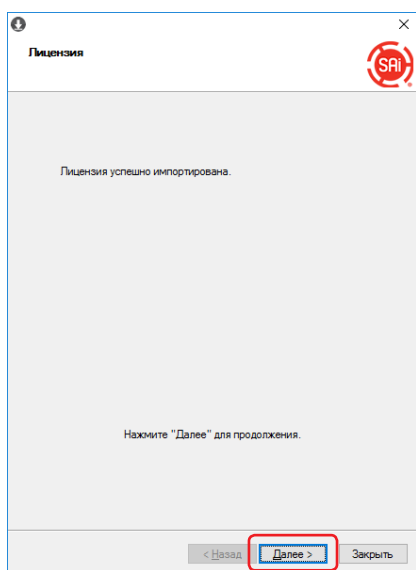 Лицензия
SAi
Лицензия успешно импортирована.
Нажмите "Далее" для продолжения.
< Назад
Далее >
Закрыть